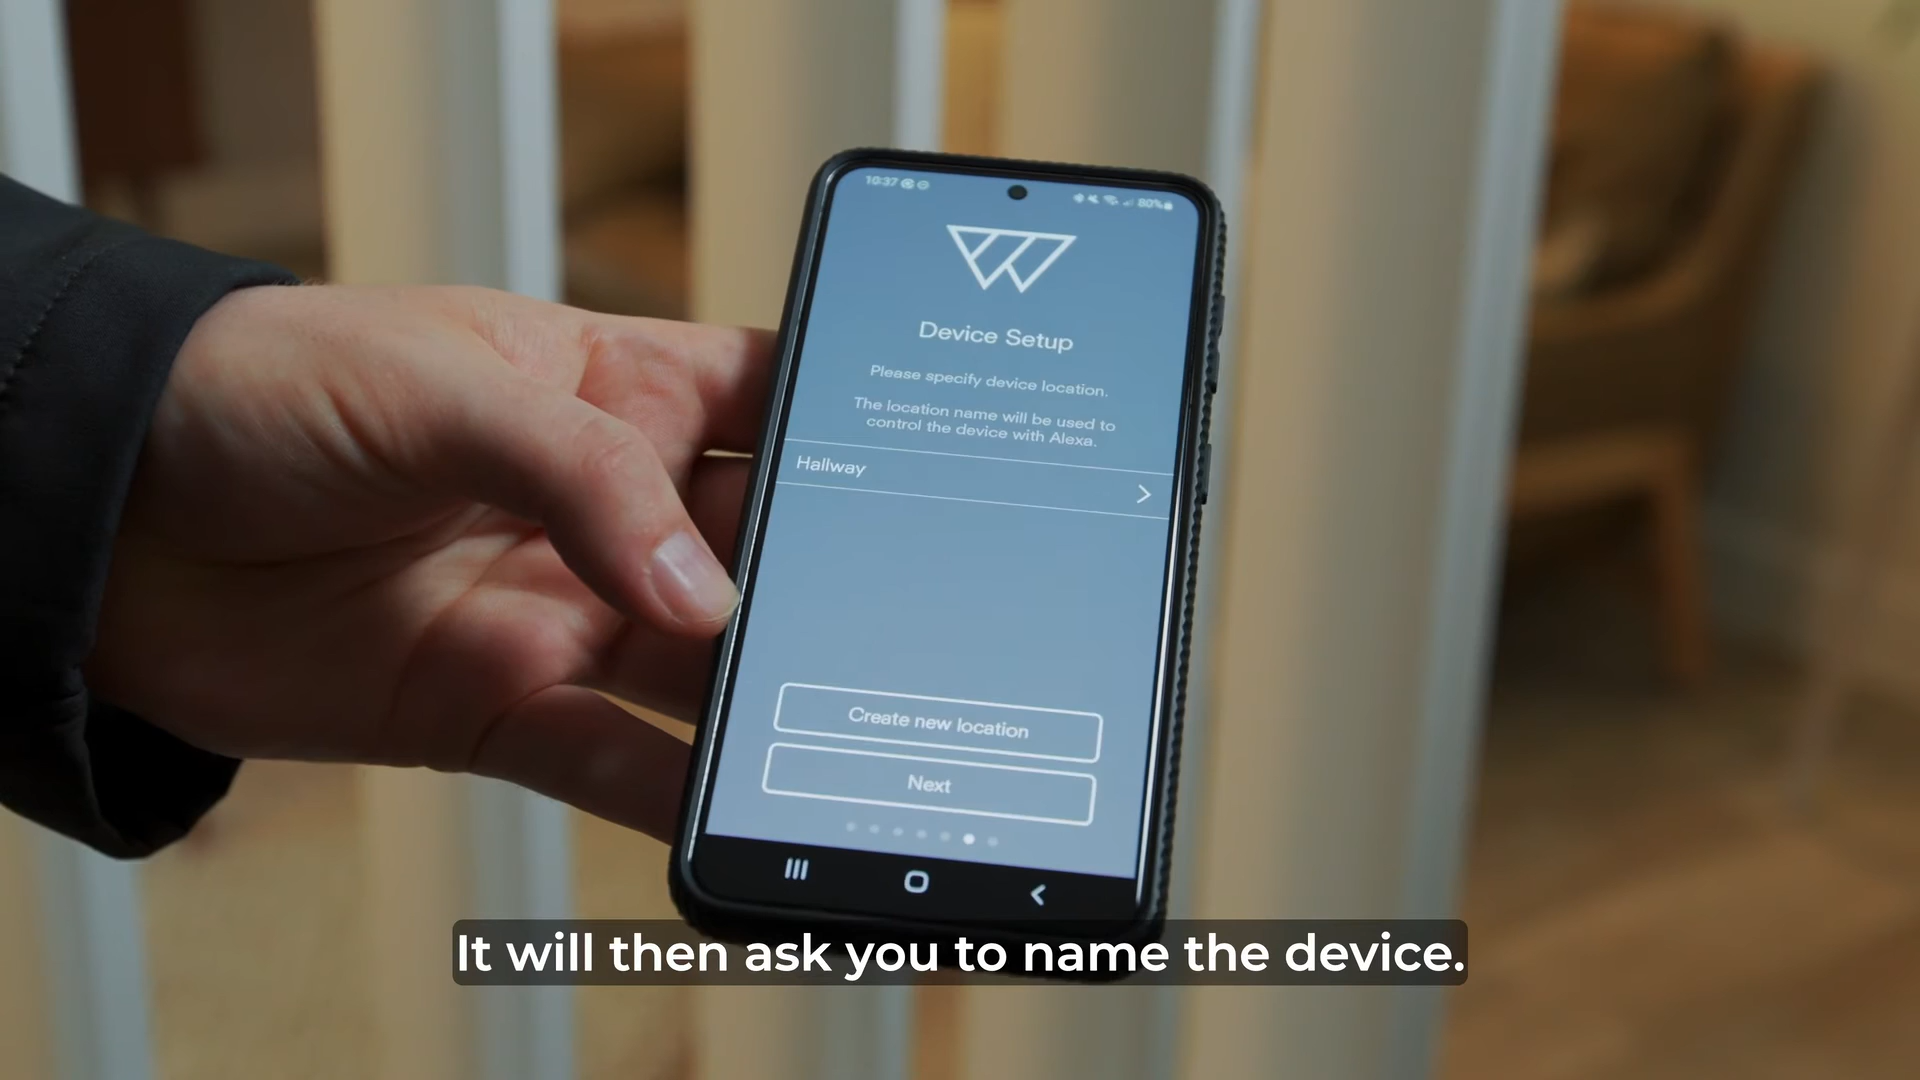 10:37
80%
Device Setup
Please specify device location.
The location name will be used to
control the device with Alexa.
Hallway
Create new location
Next
It will then ask you to name the device.